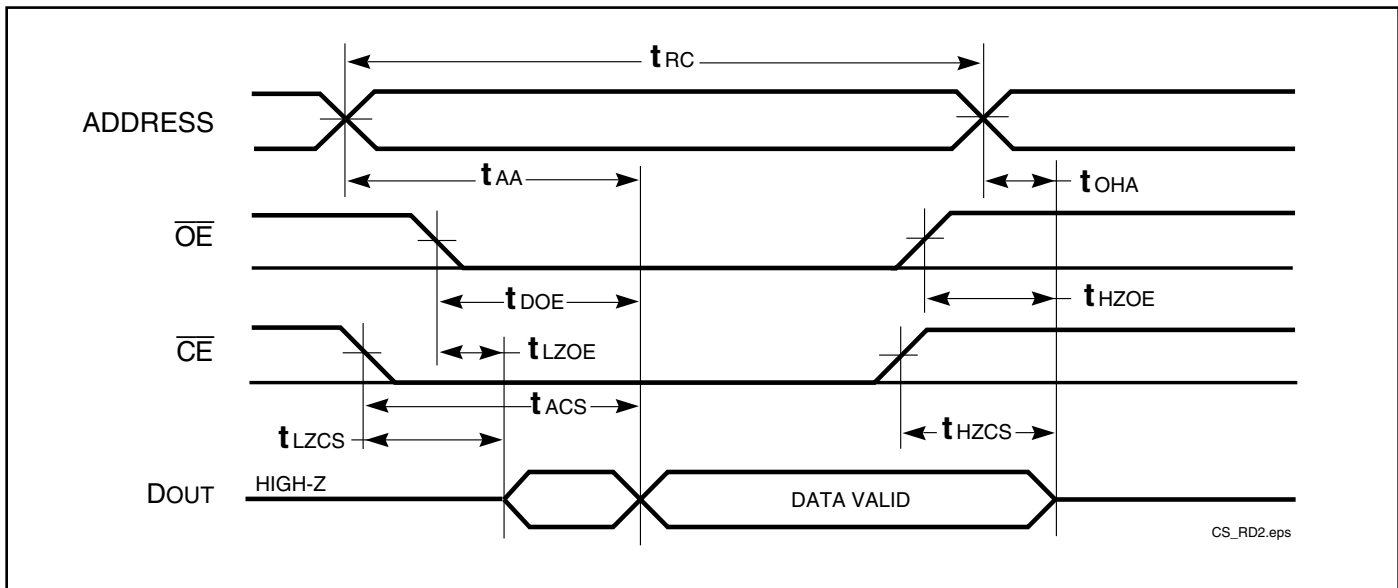 tRC
ADDRESS
tAA
tOHA
OE
tDOE
tHZOE
CE
tLZOE
tACS
tLZCS
tHZCS
DOUT
HIGH-Z
DATA VALID
CS_RD2.eps